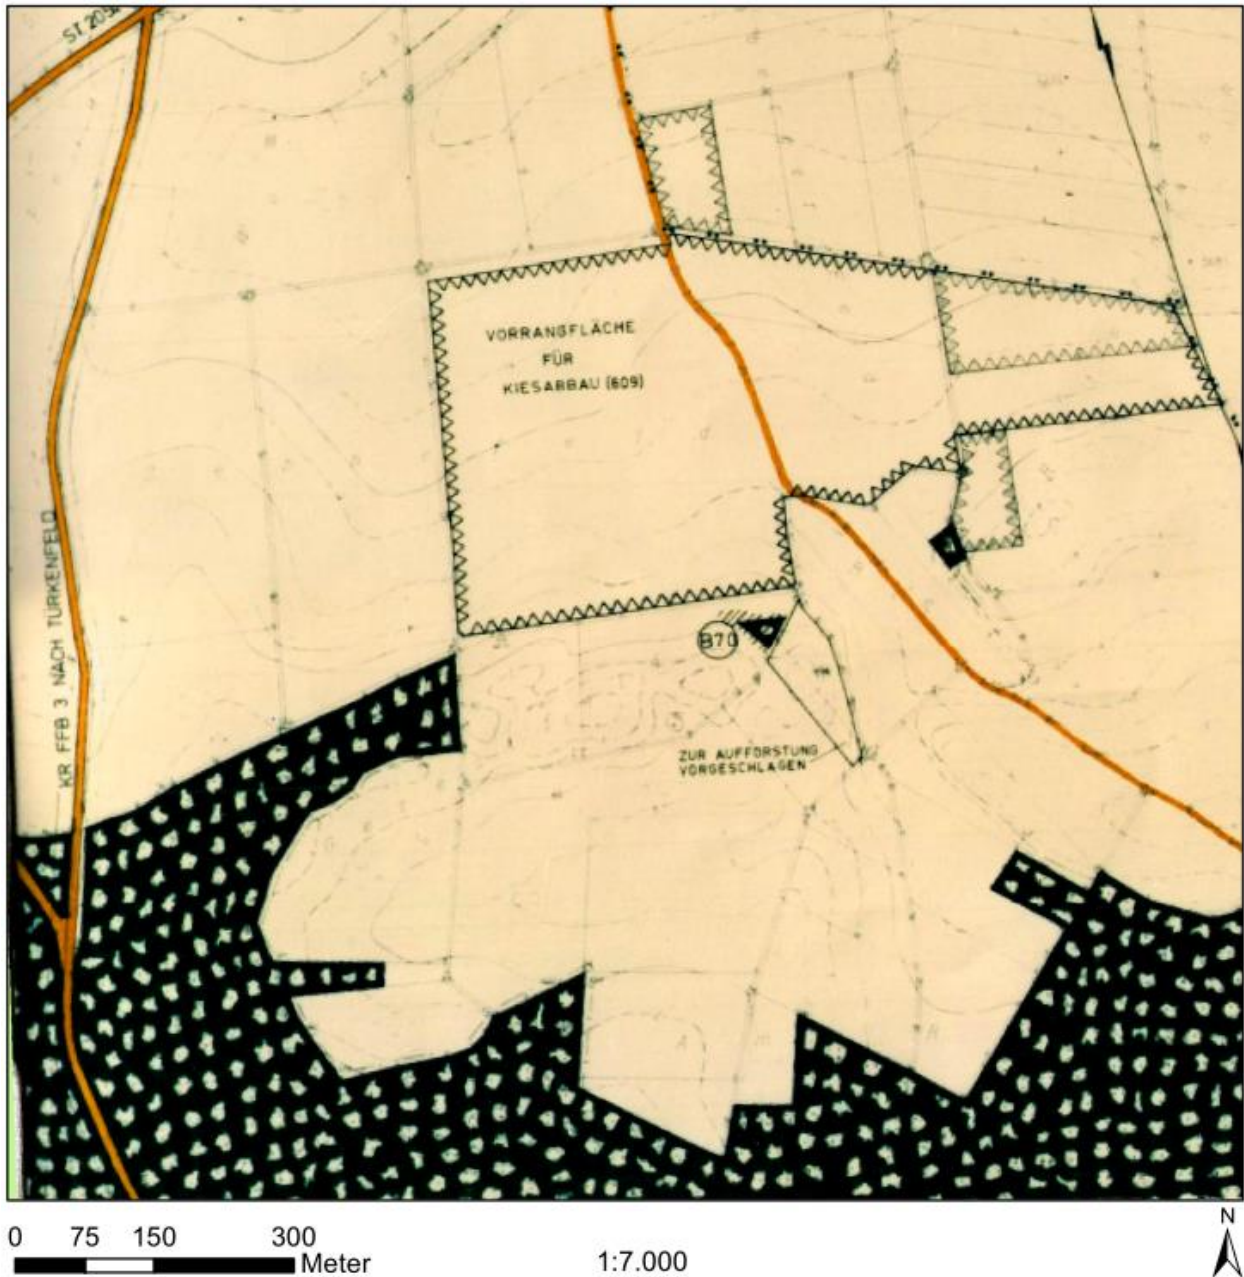 ST 205
VORRANGFLÄCHE
FÜR
KIESABBAU (609)
KR FFB 3 NACH TÜRKENFELD
B70
ZUR AUFFORSTUNG
VORGESCHLAGEN
0 75 150 300
Meter
1:7.000
N